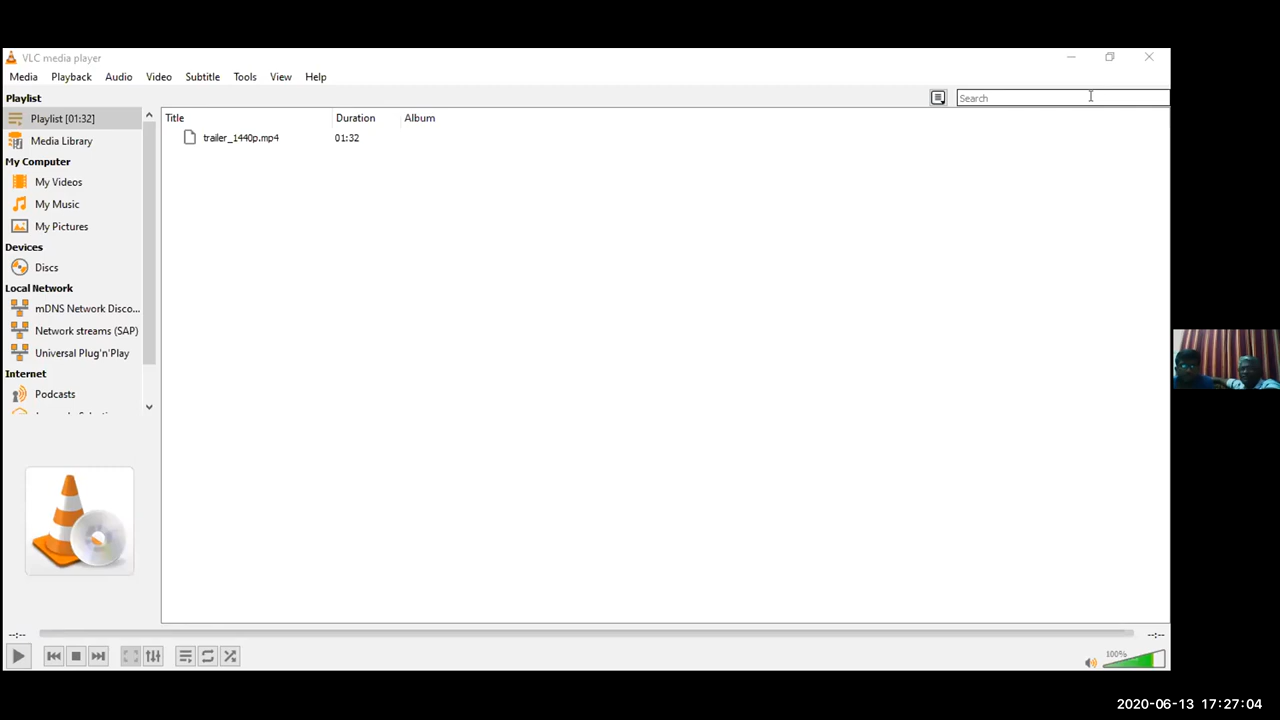 VLC media player
Media Playback Audio Video Subtitle Tools View Help
Playlist
Search
Playlist [01:32]
Title Duration Album
trailer_1440p.mp4 01:32
Media Library
My Computer
My Videos
My Music
My Pictures
Devices
Discs
Local Network
mDNS Network Disco...
Network streams (SAP)
Universal Plug'n'Play
Internet
Podcasts
--:-- --:--
100%
2020-06-13 17:27:04